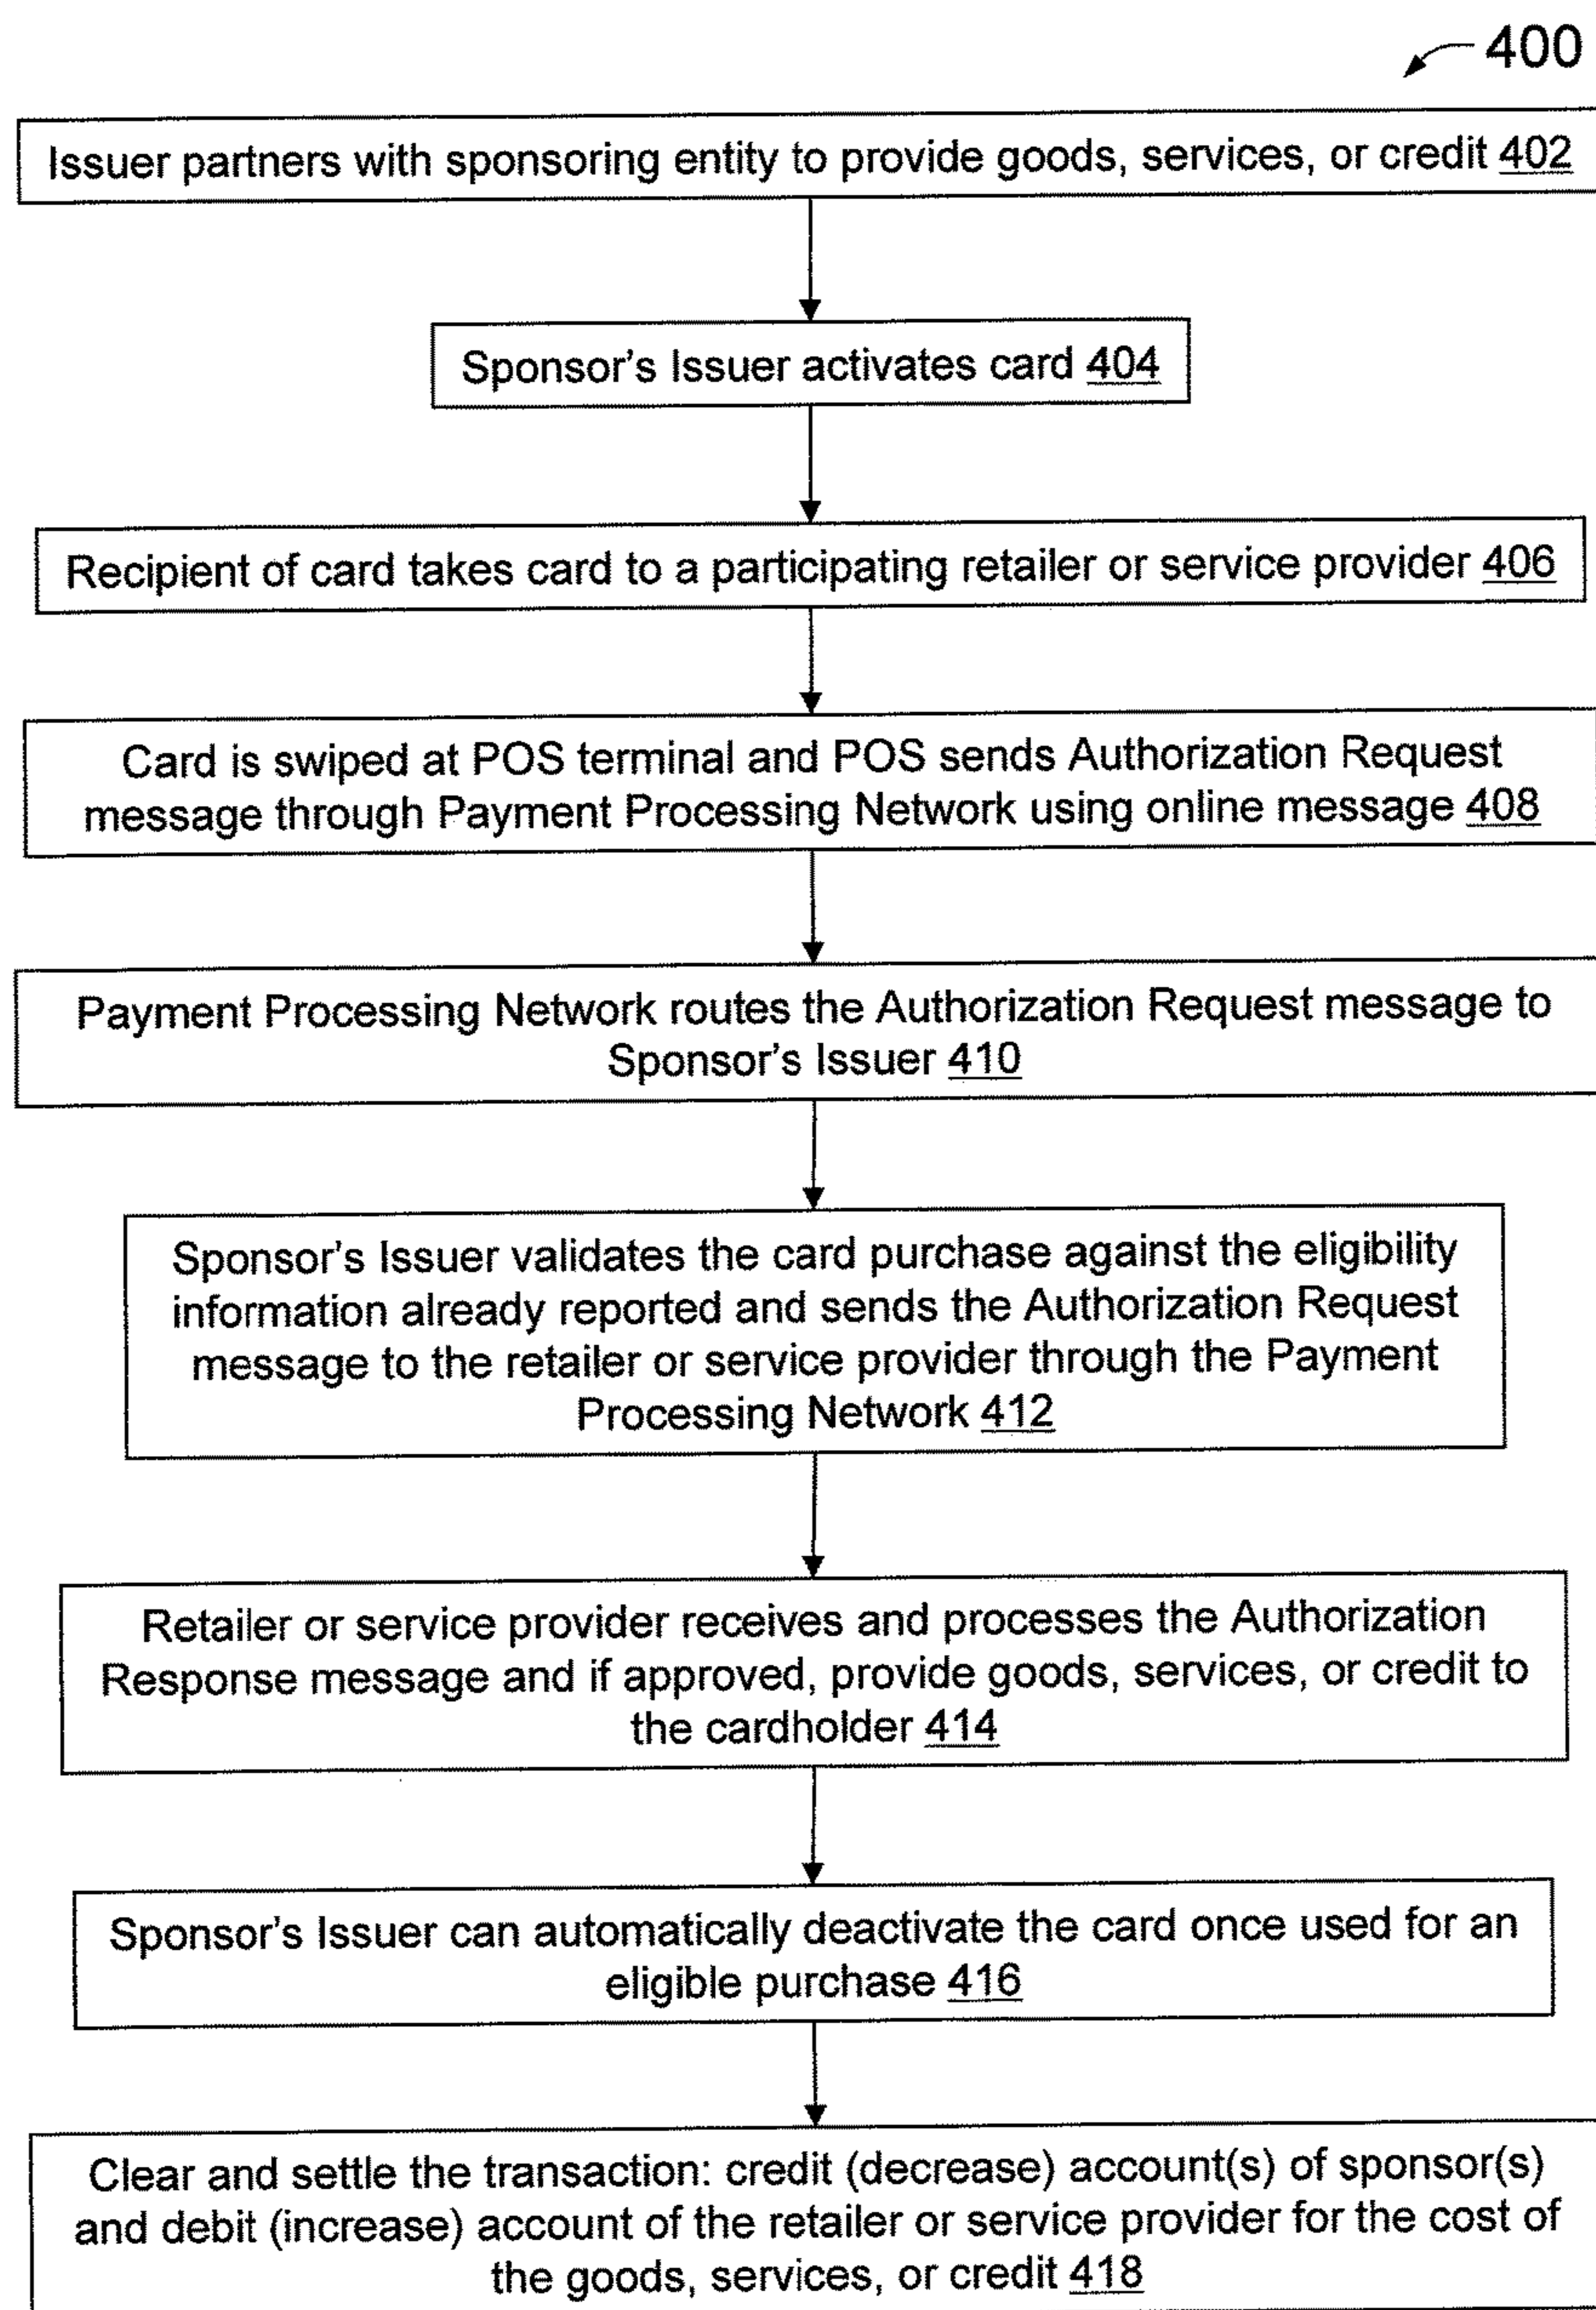 400
Issuer partners with sponsoring entity to provide goods, services, or credit 402
Sponsor's Issuer activates card 404
Recipient of card takes card to a participating retailer or service provider 406
Card is swiped at POS terminal and POS sends Authorization Request
message through Payment Processing Network using online message 408
Payment Processing Network routes the Authorization Request message to
Sponsor's Issuer 410
Sponsor's Issuer validates the card purchase against the eligibility
information already reported and sends the Authorization Request
message to the retailer or service provider through the Payment
Processing Network 412
Retailer or service provider receives and processes the Authorization
Response message and if approved, provide goods, services, or credit to
the cardholder 414
Sponsor's Issuer can automatically deactivate the card once used for an
eligible purchase 416
Clear and settle the transaction: credit (decrease) account(s) of sponsor(s)
and debit (increase) account of the retailer or service provider for the cost of
the goods, services, or credit 418